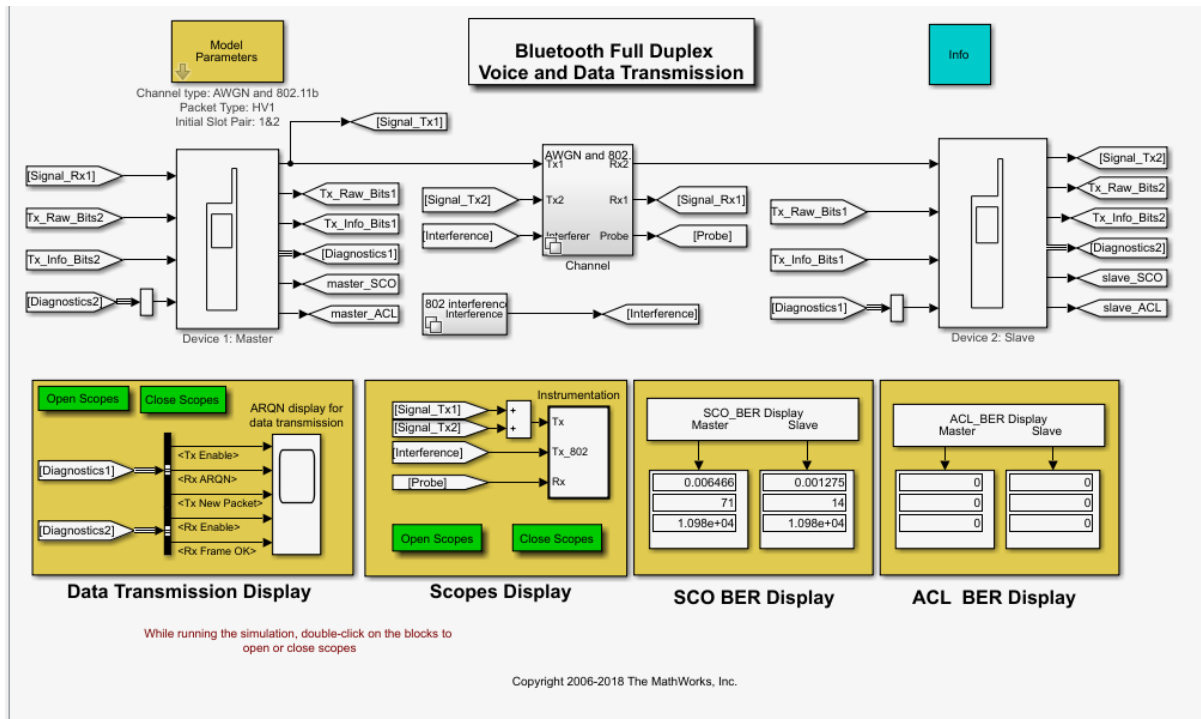 Model
Parameters
Channel type: AWGN and 802.11b
Packet Type: HV1
Initial Slot Pair: 1&2
Bluetooth Full Duplex
Voice and Data Transmission
Info
[Signal_Tx1]
[Signal_Rx1]
Tx_Raw_Bits2
Tx_Info_Bits2
[Diagnostics2]
Device 1: Master
Tx_Raw_Bits1
Tx_Info_Bits1
[Diagnostics1]
master_SCO
master_ACL
[Signal_Tx2]
[Interference]
AWGN and 802.
Tx1
Rx2
Tx2
Rx1
Interferer
Probe
Channel
[Signal_Rx1]
[Probe]
802 interference
Interference
[Interference]
Tx_Raw_Bits1
Tx_Info_Bits1
[Diagnostics1]
Device 2: Slave
[Signal_Tx2]
Tx_Raw_Bits2
Tx_Info_Bits2
[Diagnostics2]
slave_SCO
slave_ACL
Open Scopes
Close Scopes
ARQN display for
data transmission
[Diagnostics1]
[Diagnostics2]
<Tx Enable>
<Rx ARQN>
<Tx New Packet>
<Rx Enable>
<Rx Frame OK>
Data Transmission Display
Instrumentation
[Signal_Tx1]
[Signal_Tx2]
[Interference]
[Probe]
+
+
Tx
Tx_802
Rx
Open Scopes
Close Scopes
Scopes Display
SCO_BER Display
Master Slave
0.006466
71
1.098e+04
0.001275
14
1.098e+04
SCO BER Display
ACL_BER Display
Master Slave
0
0
0
0
0
0
ACL BER Display
While running the simulation, double-click on the blocks to
open or close scopes
Copyright 2006-2018 The MathWorks, Inc.